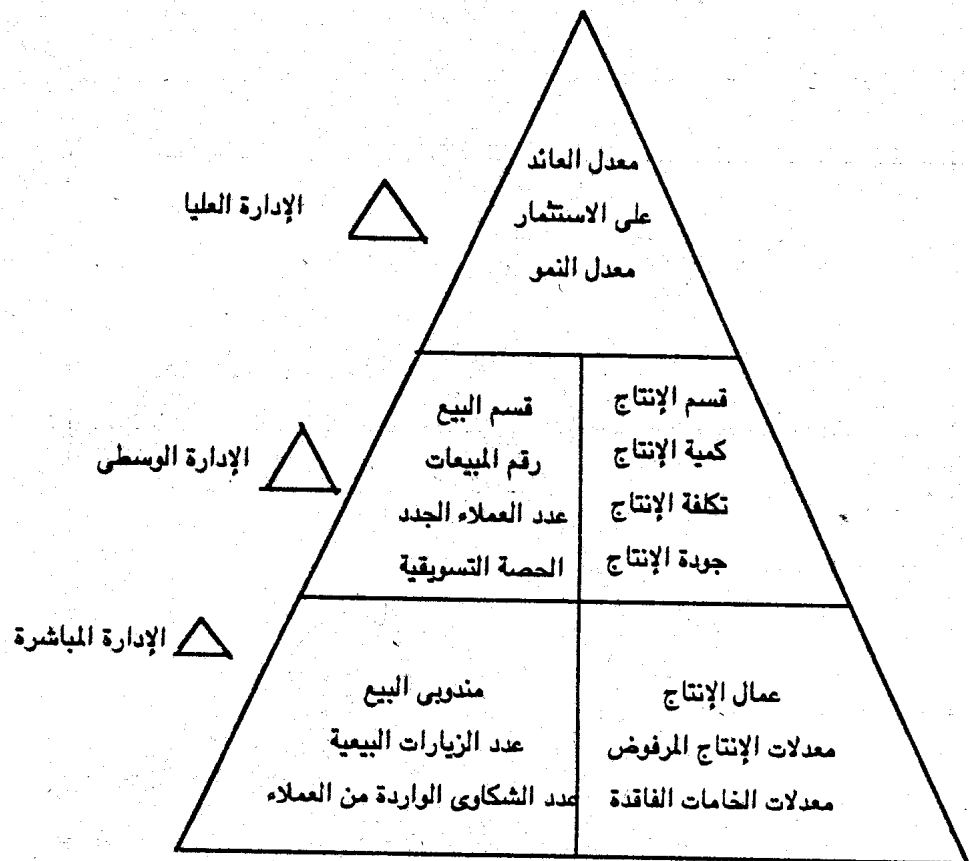 معدل العائد
على الاستثمار
معدل النمو
الإدارة العليا
قسم الإنتاج
كمية الإنتاج
تكلفة الإنتاج
جودة الإنتاج
قسم البيع
رقم المبيعات
عدد العملاء الجدد
الحصة التسويقية
الإدارة الوسطى
عمال الإنتاج
معدلات الإنتاج المرفوض
معدلات الخامات الفاقدة
مندوبى البيع
عدد الزيارات البيعية
عدد الشكاوى الواردة من العملاء
الإدارة المباشرة